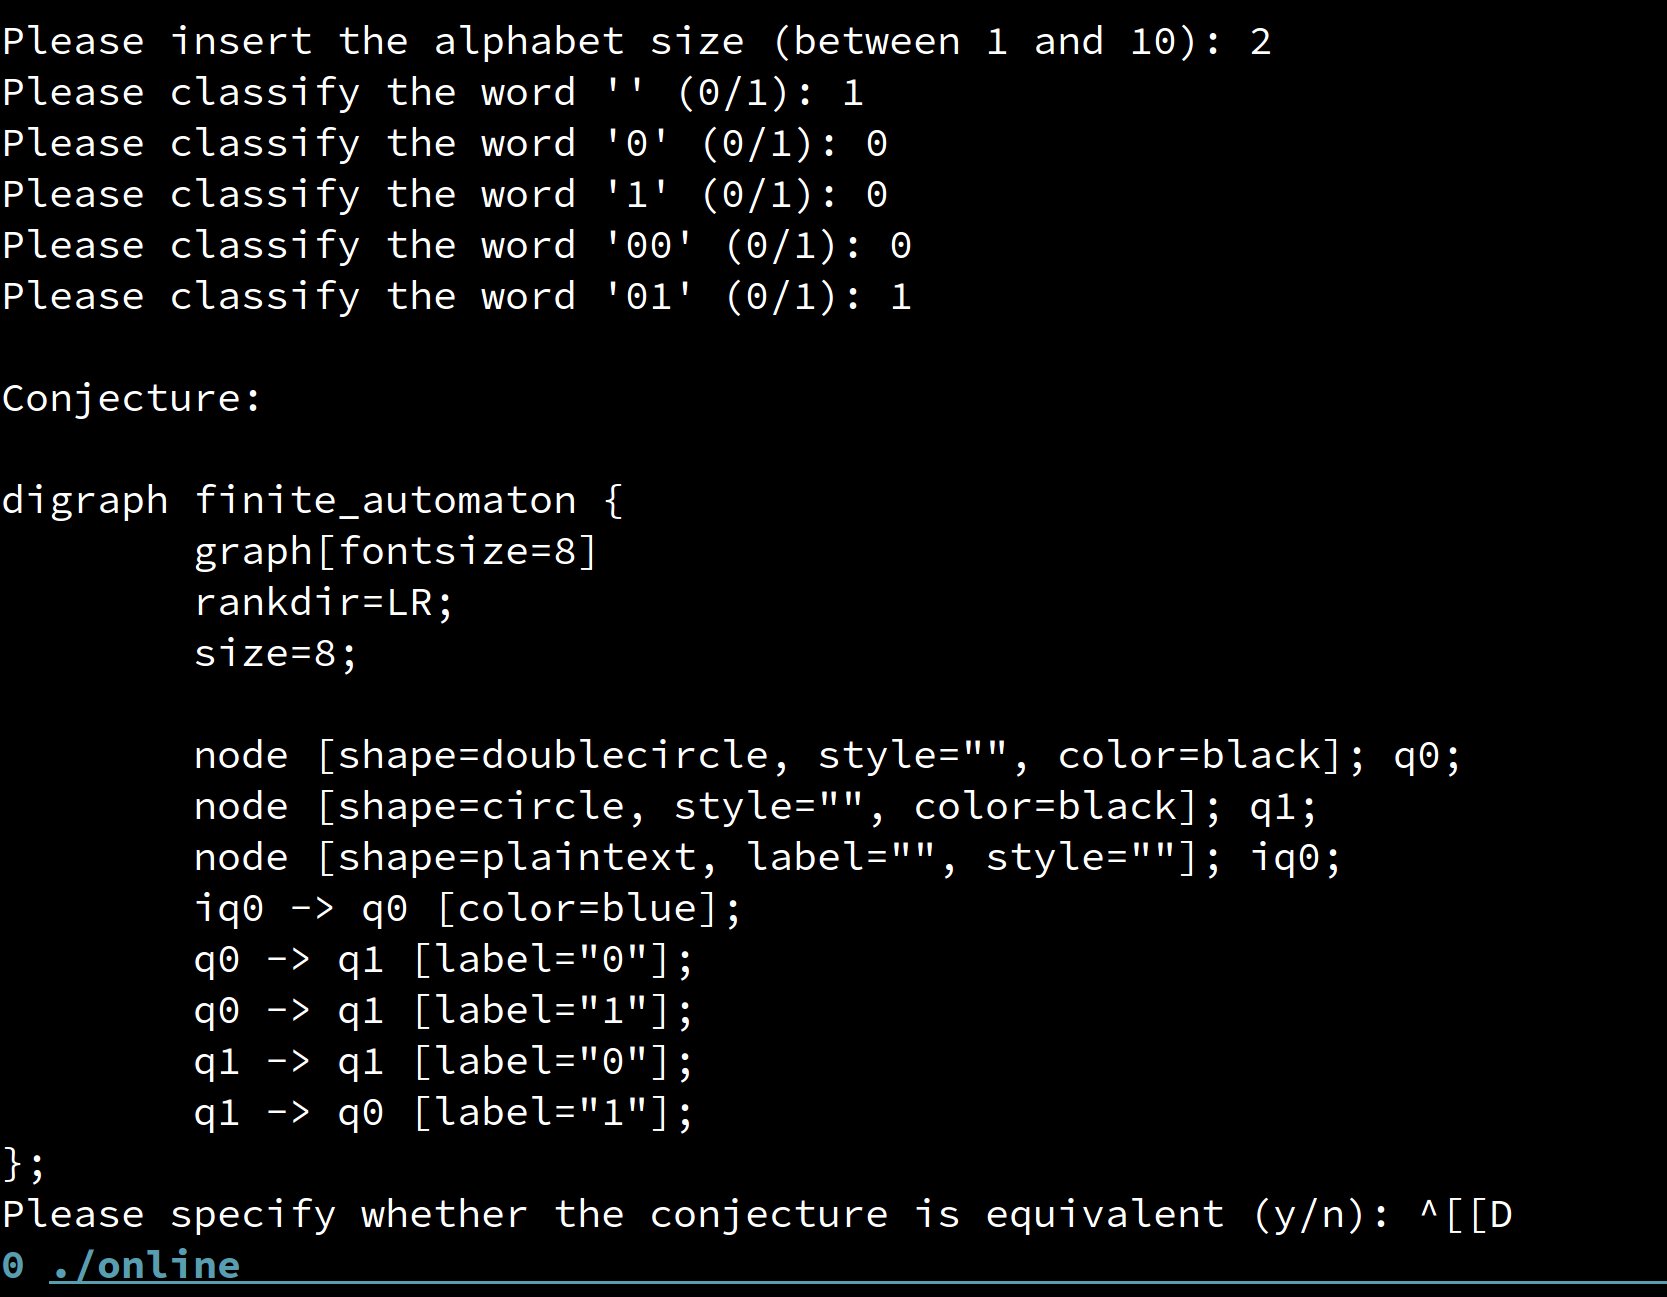 Please insert the alphabet size (between 1 and 10): 2
Please classify the word '' (0/1): 1
Please classify the word '0' (0/1): 0
Please classify the word '1' (0/1): 0
Please classify the word '00' (0/1): 0
Please classify the word '01' (0/1): 1
Conjecture:
digraph finite_automaton {
graph[fontsize=8]
rankdir=LR;
size=8;
node [shape=doublecircle, style="", color=black]; q0;
node [shape=circle, style="", color=black]; q1;
node [shape=plaintext, label="", style=""]; iq0;
iq0 -> q0 [color=blue];
q0 -> q1 [label="0"];
q0 -> q1 [label="1"];
q1 -> q1 [label="0"];
q1 -> q0 [label="1"];
};
Please specify whether the conjecture is equivalent (y/n): ^[[D
0 ./online